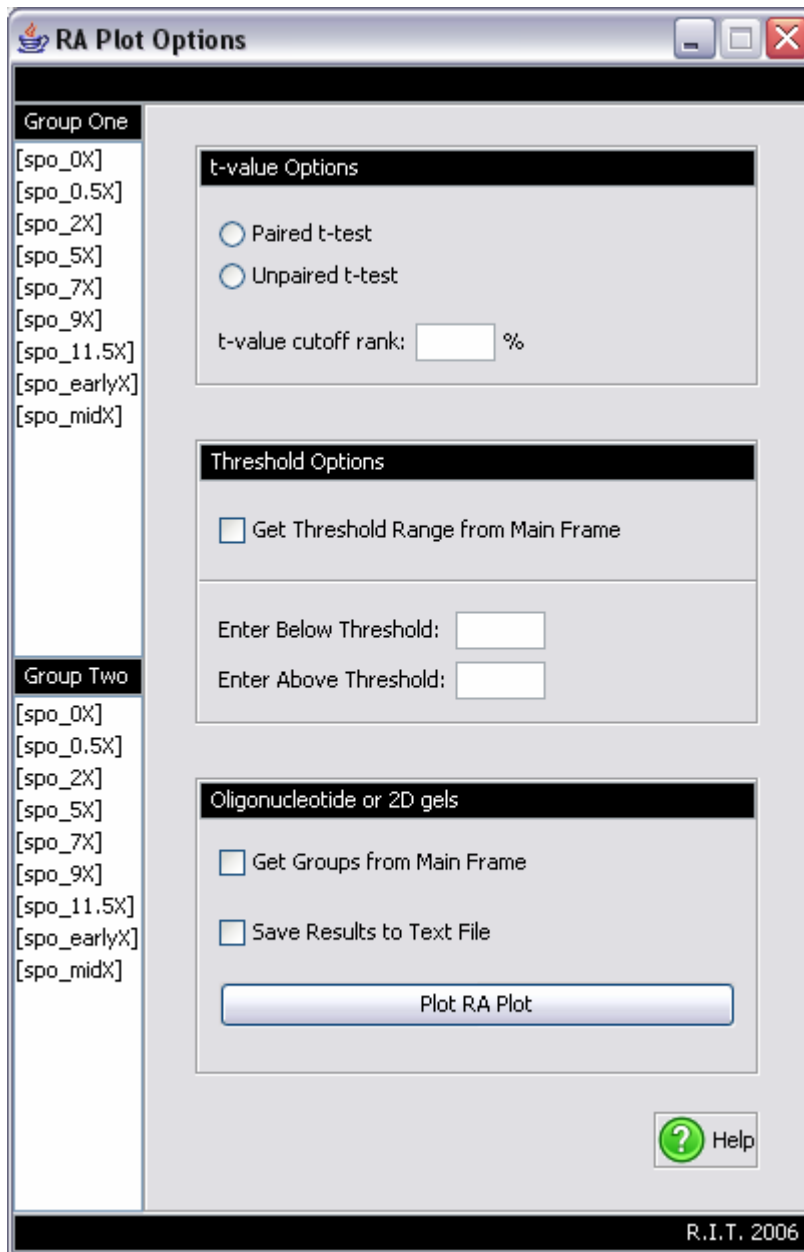 RA Plot Options
Group One
[spo_0X]
[spo_0.5X]
[spo_2X]
[spo_5X]
[spo_7X]
[spo_9X]
[spo_11.5X]
[spo_earlyX]
[spo_midX]
Group Two
[spo_0X]
[spo_0.5X]
[spo_2X]
[spo_5X]
[spo_7X]
[spo_9X]
[spo_11.5X]
[spo_earlyX]
[spo_midX]
t-value Options
Paired t-test
Unpaired t-test
t-value cutoff rank: %
Threshold Options
Get Threshold Range from Main Frame
Enter Below Threshold:
Enter Above Threshold:
Oligonucleotide or 2D gels
Get Groups from Main Frame
Save Results to Text File
Plot RA Plot
? Help
R.I.T. 2006